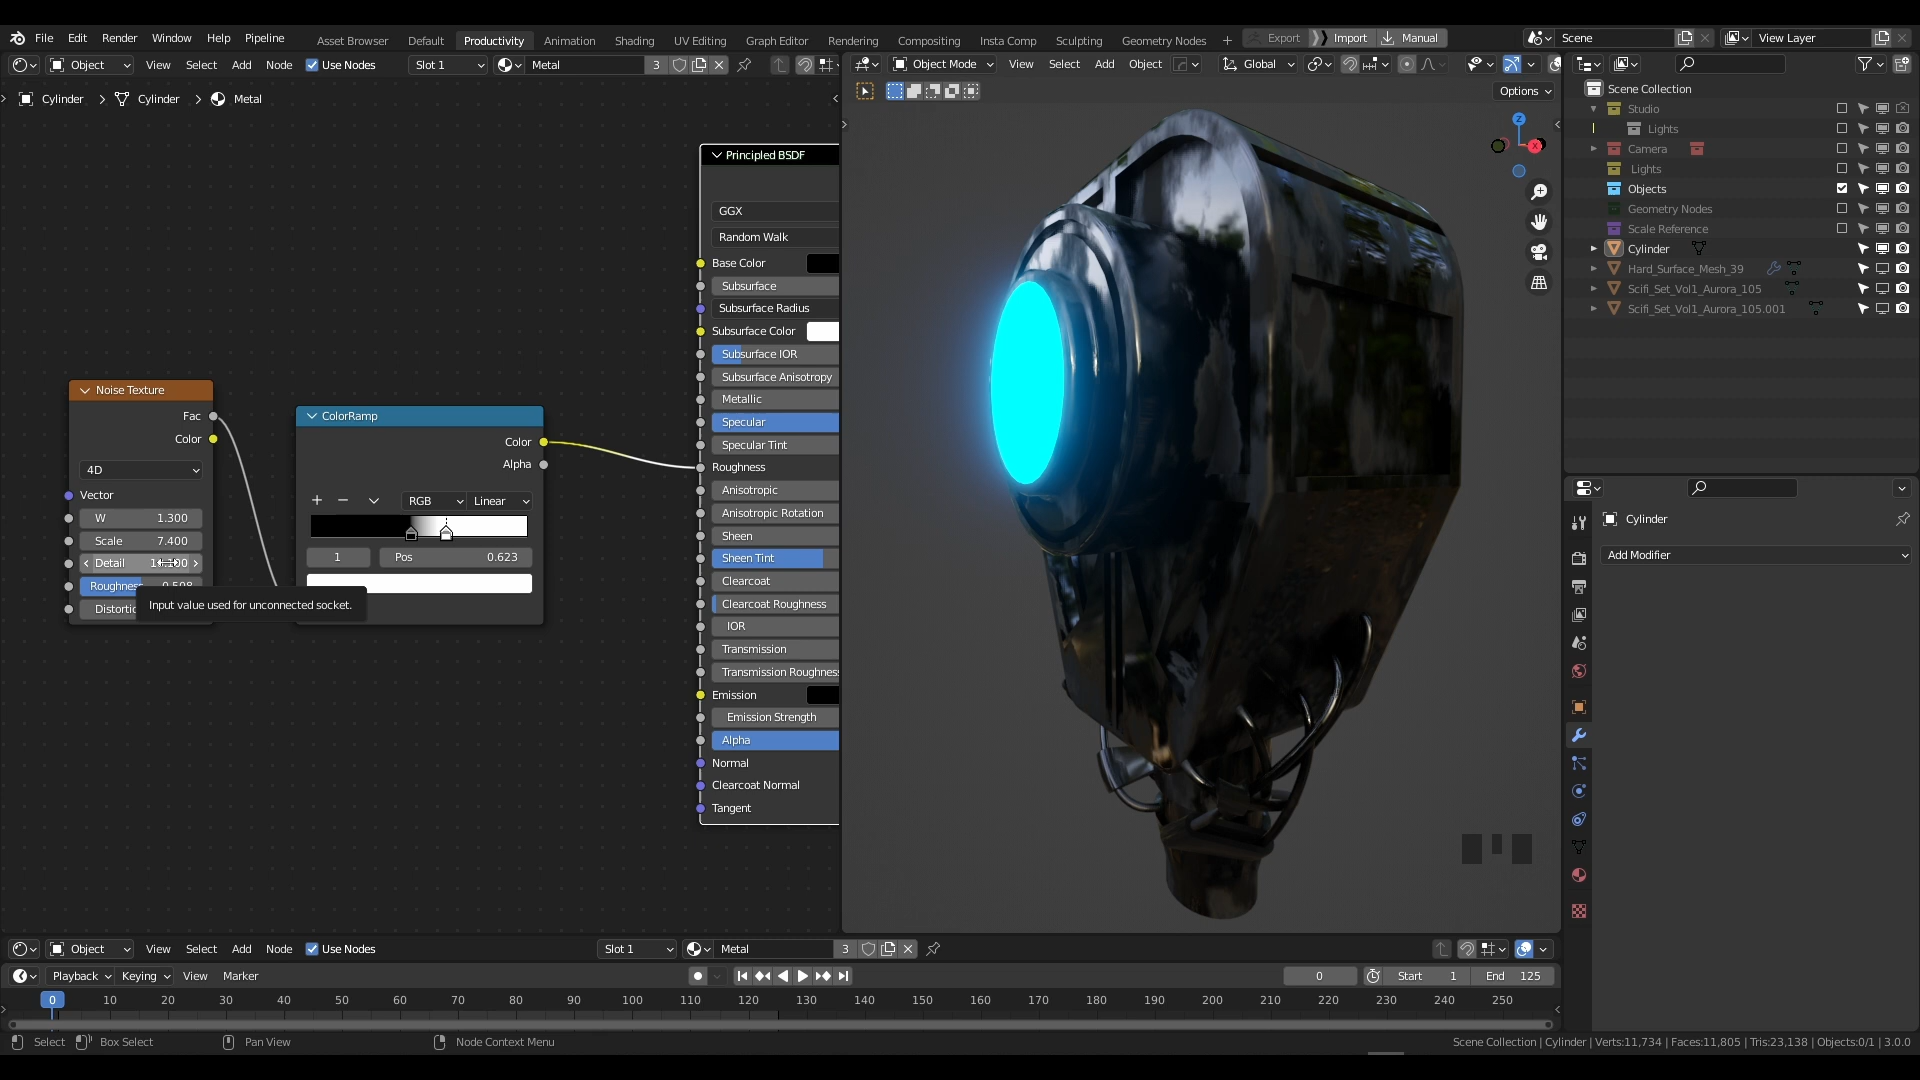 File Edit Render Window Help Pipeline
Asset Browser Default Productivity Animation Shading UV Editing Graph Editor Rendering Compositing Insta Comp Sculpting Geometry Nodes +
Export Import Manual
Scene
View Layer
Object View Select Add Node Use Nodes Slot 1 Metal 3
Object Mode View Select Add Object Global
Cylinder > Cylinder > Metal
Options
Z
X
Principled BSDF
GGX
Random Walk
Base Color
Subsurface
Subsurface Radius
Subsurface Color
Subsurface IOR
Subsurface Anisotropy
Metallic
Specular
Specular Tint
Roughness
Anisotropic
Anisotropic Rotation
Sheen
Sheen Tint
Clearcoat
Clearcoat Roughness
IOR
Transmission
Transmission Roughness
Emission
Emission Strength
Alpha
Normal
Clearcoat Normal
Tangent
Noise Texture
Fac
Color
4D
Vector
W 1.300
Scale 7.400
Detail
Roughness
ColorRamp
Color
Alpha
RGB Linear
1 Pos 0.623
Input value used for unconnected socket.
Scene Collection
Studio
Lights
Camera
Lights
Objects
Geometry Nodes
Scale Reference
Cylinder
Hard_Surface_Mesh_39
Scifi_Set_Vol1_Aurora_105
Scifi_Set_Vol1_Aurora_105.001
Cylinder
Add Modifier
Object View Select Add Node Use Nodes Slot 1 Metal 3
Playback Keying View Marker 0 Start 1 End 125
0 10 20 30 40 50 60 70 80 90 100 110 120 130 140 150 160 170 180 190 200 210 220 230 240 250
Select Box Select Pan View Node Context Menu
Scene Collection | Cylinder | Verts:11,734 | Faces:11,805 | Tris:23,138 | Objects:0/1 | 3.0.0